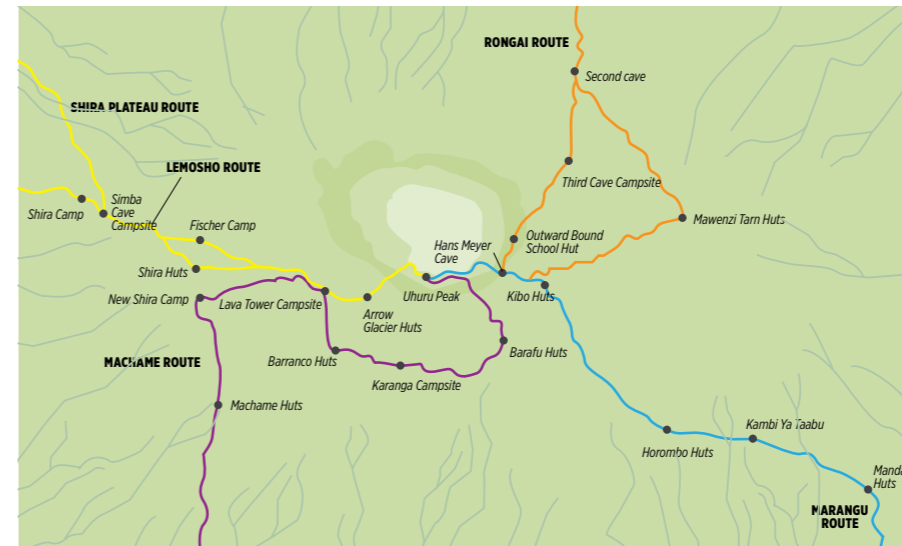 RONGAI ROUTE
Second cave
SHIRA PLATEAU ROUTE
LEMOSHO ROUTE
Third Cave Campsite
Shira Camp
Simba
Cave
Campsite
Fischer Camp
Mawenzi Tarn Huts
Outward Bound
School Hut
Hans Meyer
Cave
Shira Huts
New Shira Camp
Lava Tower Campsite
Uhuru Peak
Kibo Huts
Arrow
Glacier Huts
Barafu Huts
MACHAME ROUTE
Barranco Huts
Karanga Campsite
Machame Huts
Kambi Ya Taabu
Horombo Huts
Manda
Huts
MARANGU
ROUTE